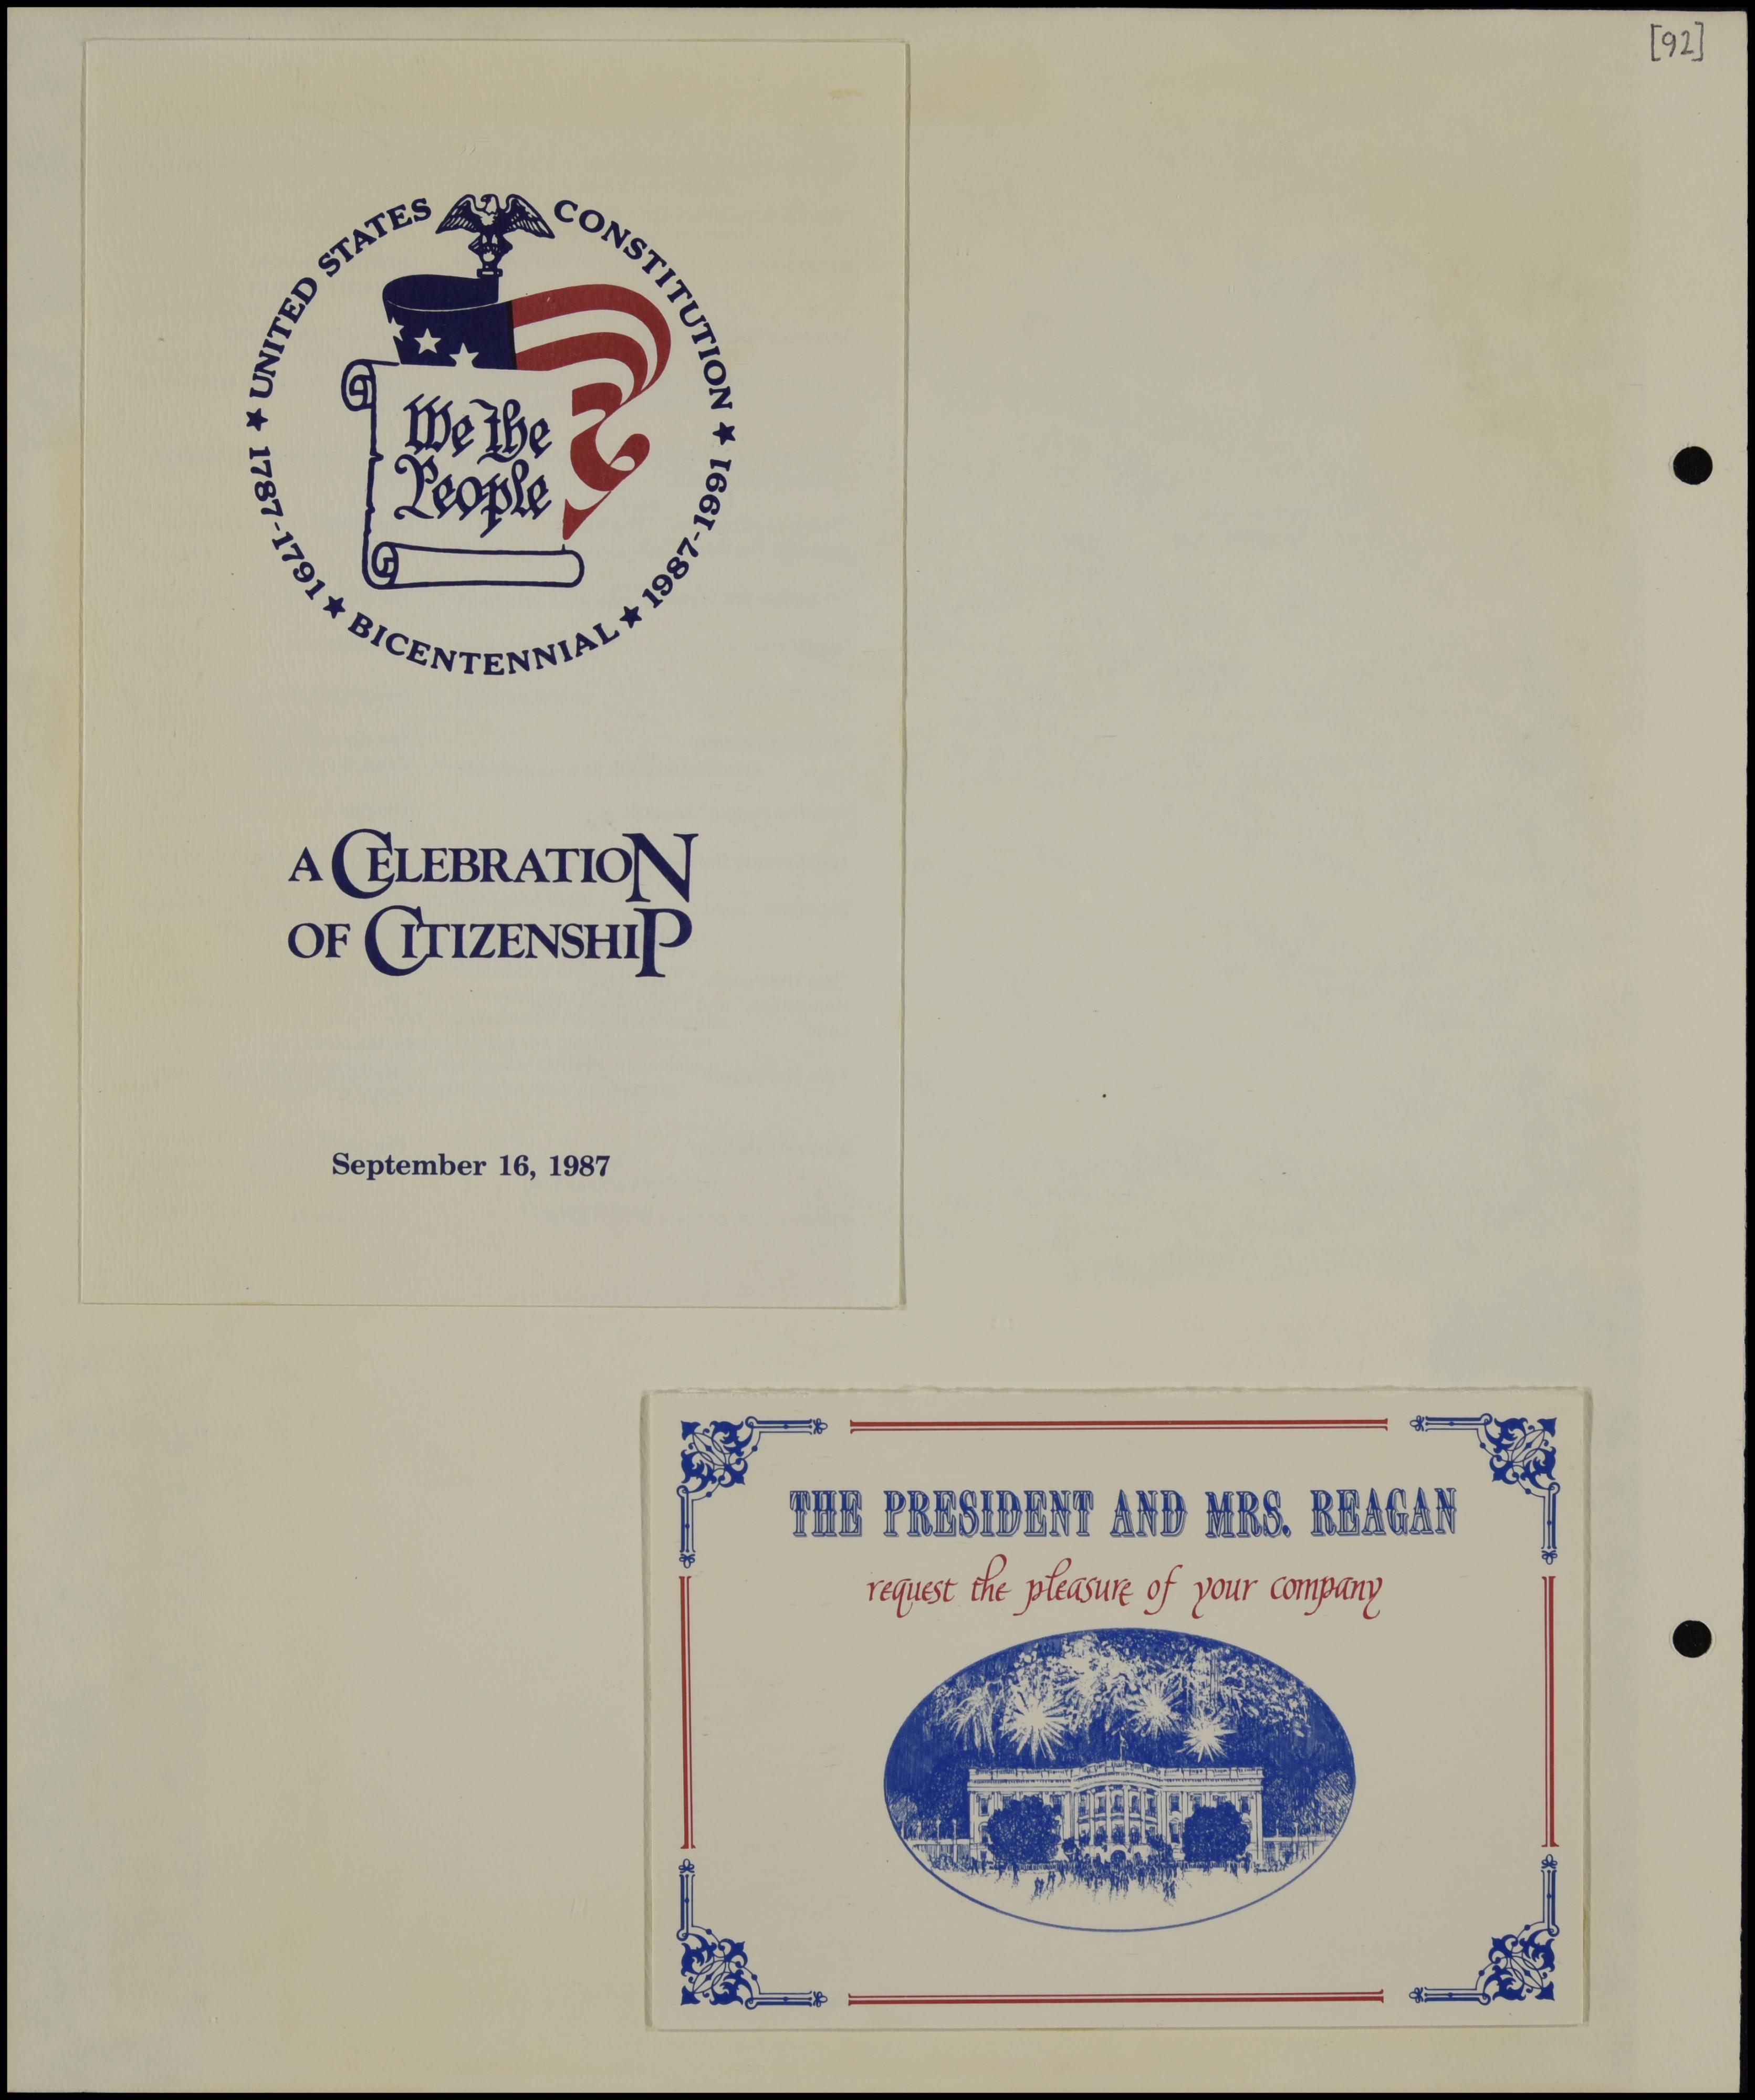 [92]
★ UNITED STATES CONSTITUTION ★
1787-1791 ★ BICENTENNIAL ★ 1987-1991
We the
People
A CELEBRATION
OF CITIZENSHIP
September 16, 1987
THE PRESIDENT AND MRS. REAGAN
request the pleasure of your company